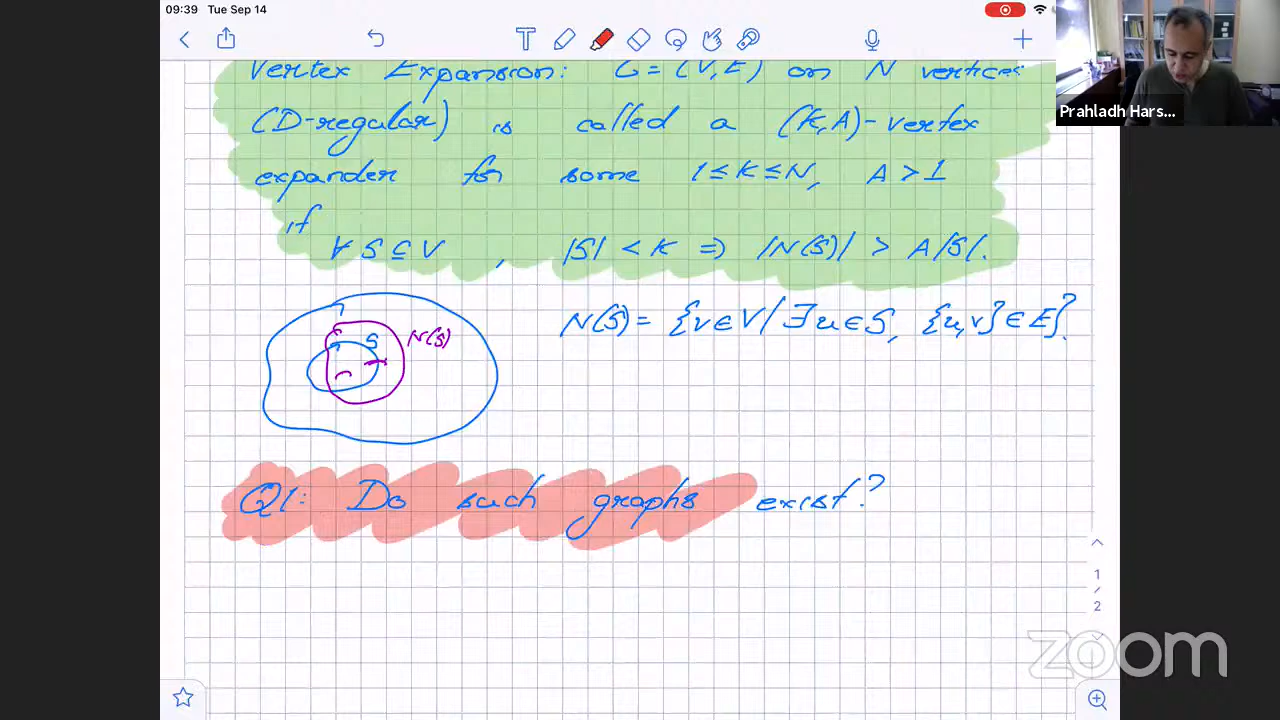 09:39 Tue Sep 14
Prahladh Hars...
Vertex Expansion: G = (V, E) on N vertices
(D-regular) is called a (K, A)-vertex
expander for some 1 ≤ K ≤ N, A > 1
if
∀ S ⊆ V , |S| < K ⇒ |N(S)| > A|S|.
N(S) = {v ∈ V / ∃ u ∈ S, {u, v} ∈ E}.
S N(S)
Q1: Do such graphs exist?
1
/
2
zoom